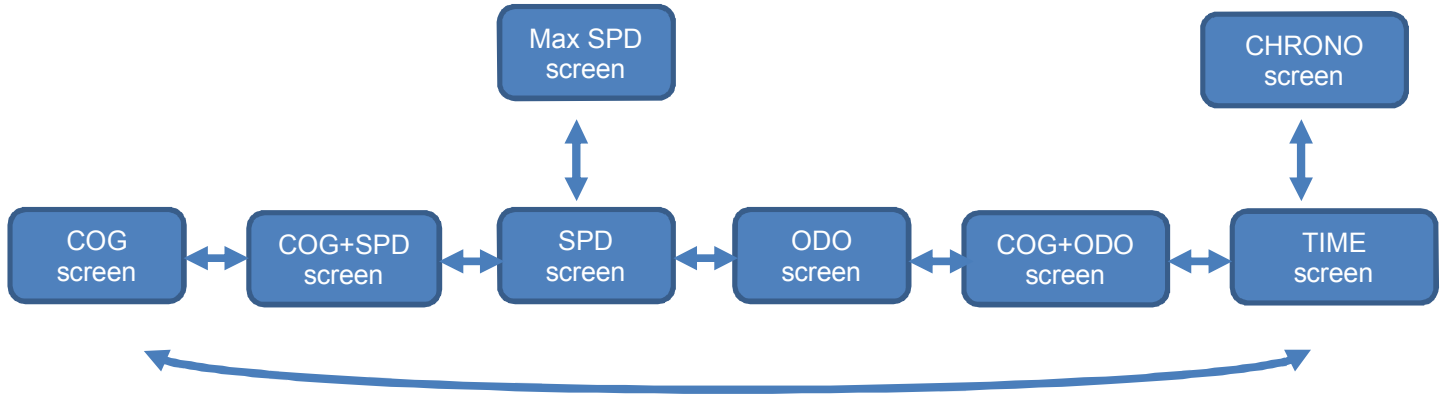 Max SPD
screen
CHRONO
screen
COG
screen
COG+SPD
screen
SPD
screen
ODO
screen
COG+ODO
screen
TIME
screen